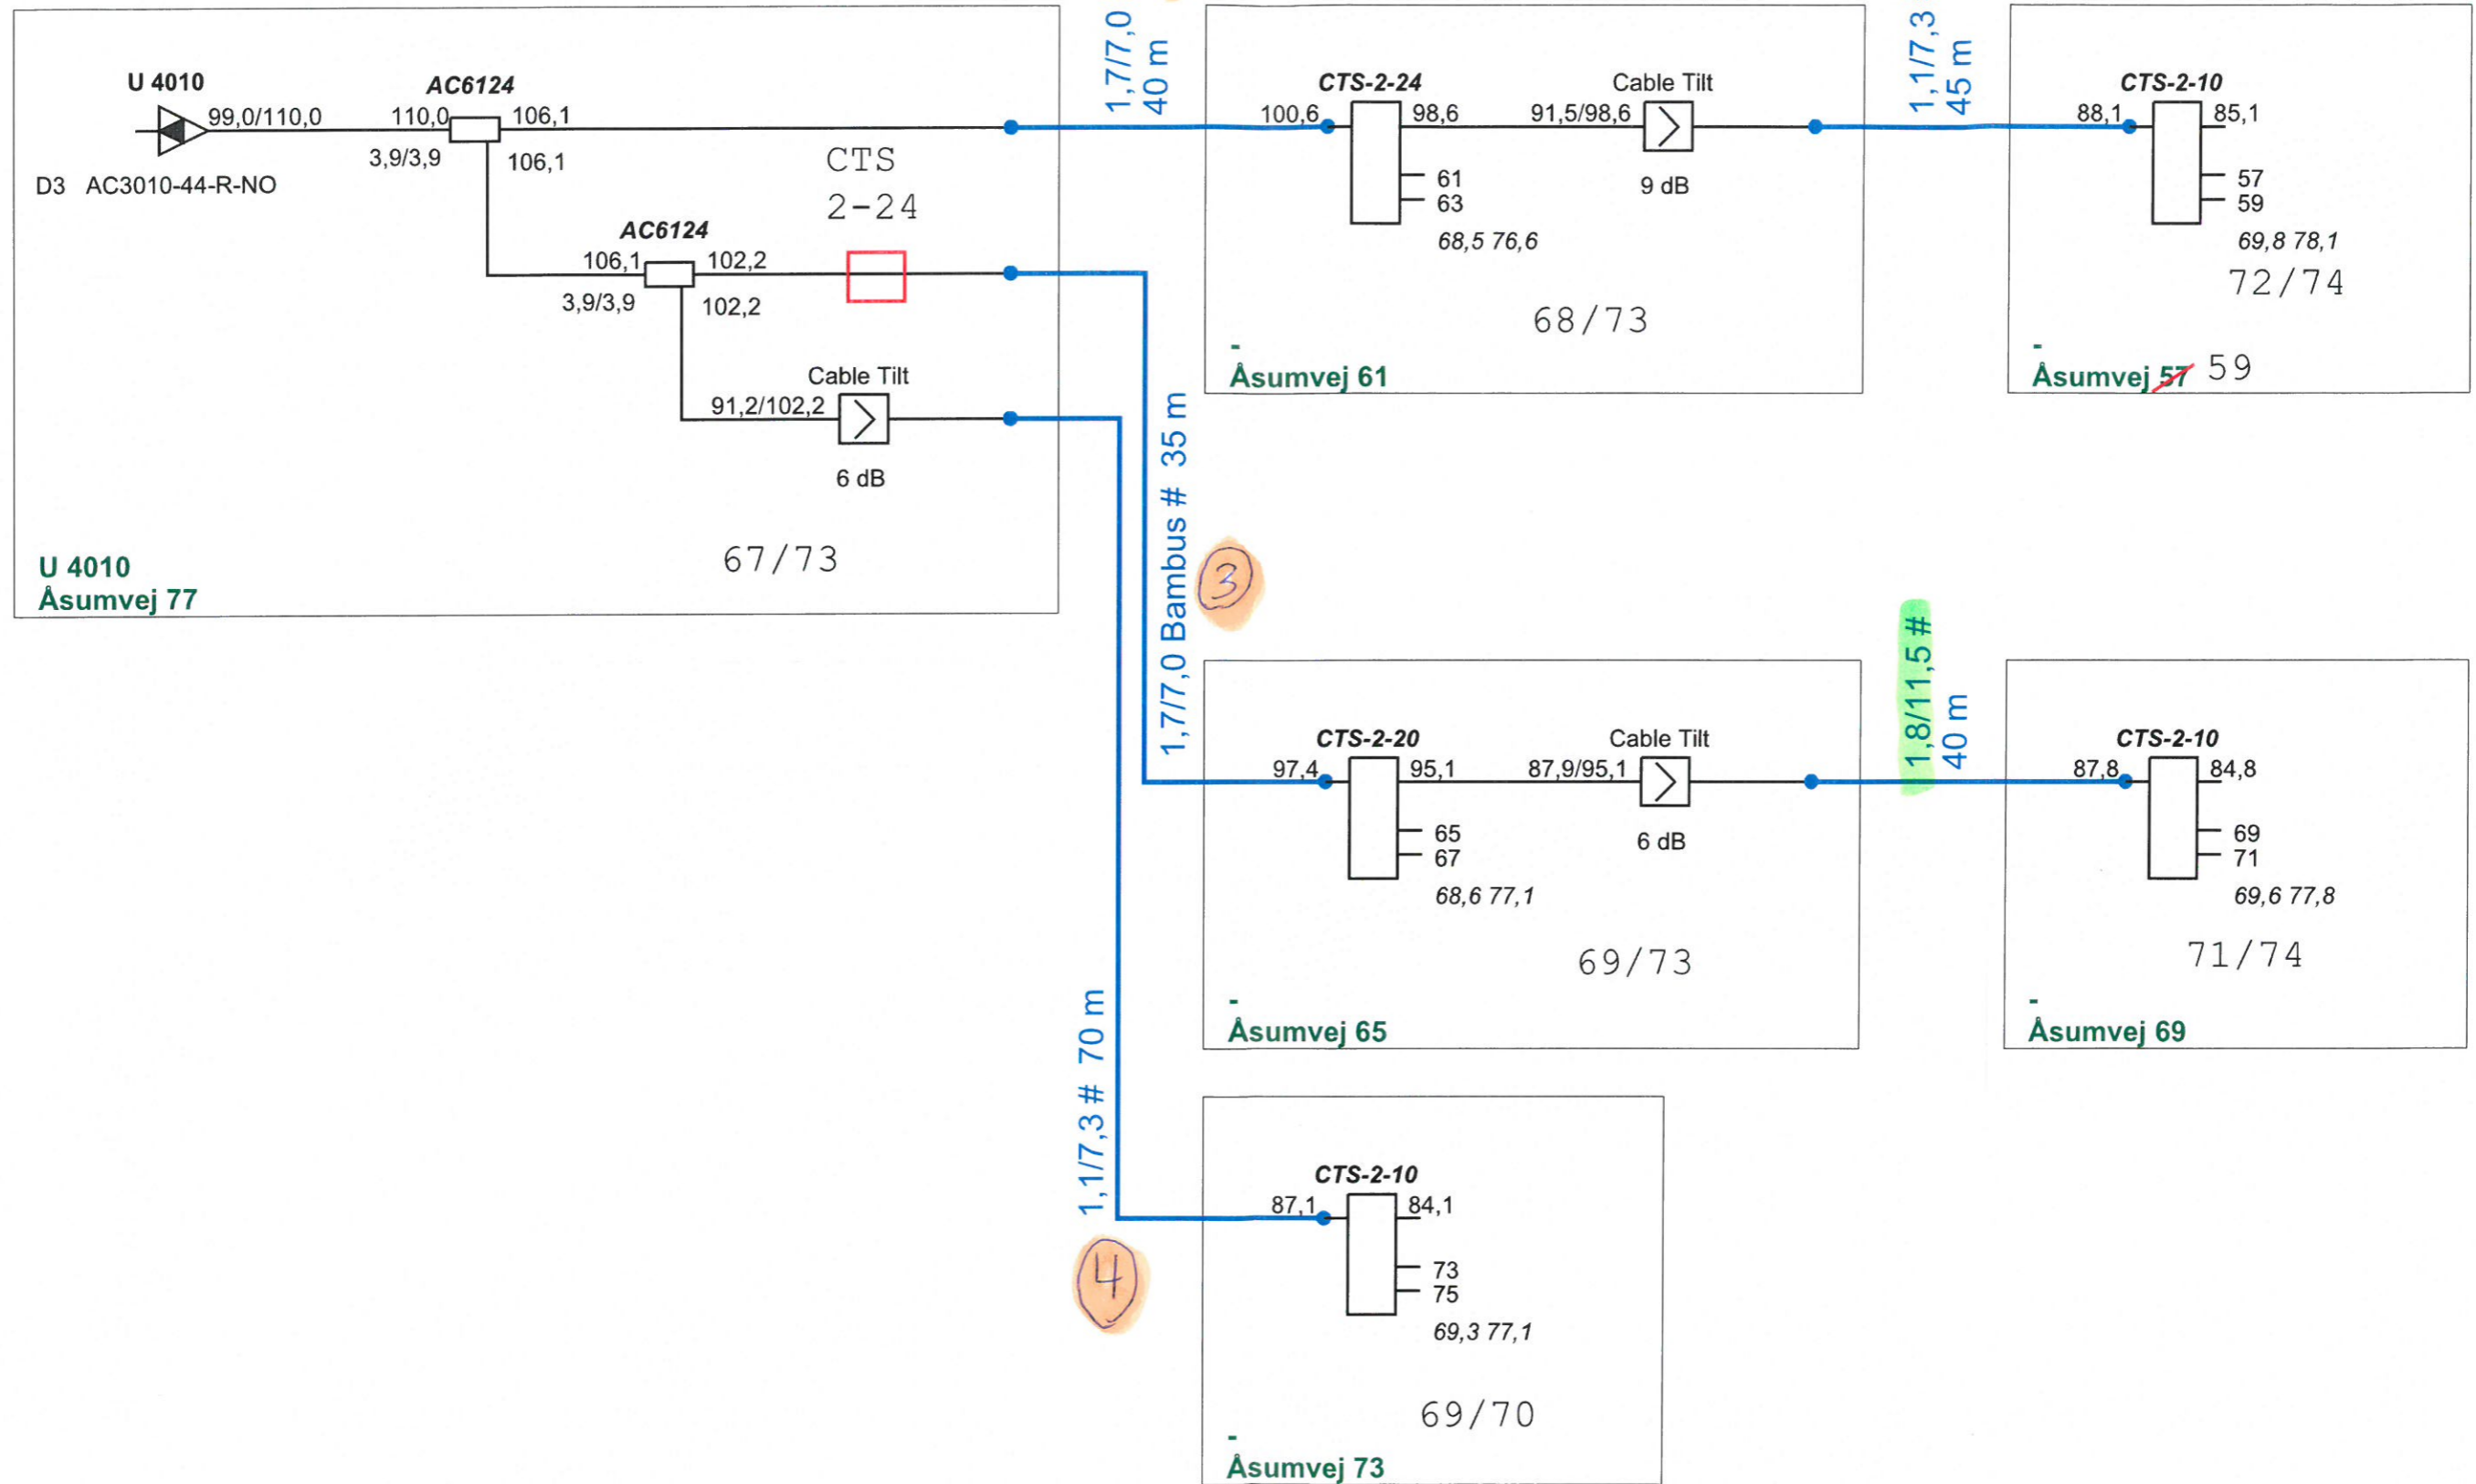 U 4010
AC6124
99,0/110,0
110,0
106,1
3,9/3,9
106,1
D3 AC3010-44-R-NO
CTS
2-24
AC6124
106,1
102,2
3,9/3,9
102,2
Cable Tilt
91,2/102,2
6 dB
67/73
U 4010
Åsumvej 77
1,7/7,0
40 m
CTS-2-24
Cable Tilt
100,6
98,6
91,5/98,6
61
63
9 dB
68,5 76,6
68/73
-
Åsumvej 61
1,1/7,3
45 m
CTS-2-10
88,1
85,1
57
59
69,8 78,1
72/74
-
Åsumvej 57 59
1,7/7,0 Bambus # 35 m
3
CTS-2-20
Cable Tilt
97,4
95,1
87,9/95,1
65
67
6 dB
68,6 77,1
69/73
-
Åsumvej 65
1,8/11,5 #
40 m
CTS-2-10
87,8
84,8
69
71
69,6 77,8
71/74
-
Åsumvej 69
1,1/7,3 # 70 m
4
CTS-2-10
87,1
84,1
73
75
69,3 77,1
69/70
-
Åsumvej 73